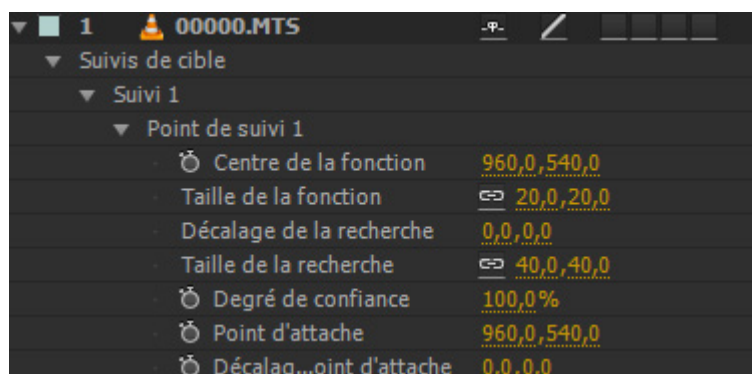 1 00000.MTS
Suivis de cible
Suivi 1
Point de suivi 1
Centre de la fonction 960,0,540,0
Taille de la fonction 20,0,20,0
Décalage de la recherche 0,0,0,0
Taille de la recherche 40,0,40,0
Degré de confiance 100,0%
Point d'attache 960,0,540,0
Décalag...oint d'attache 0,0,0,0